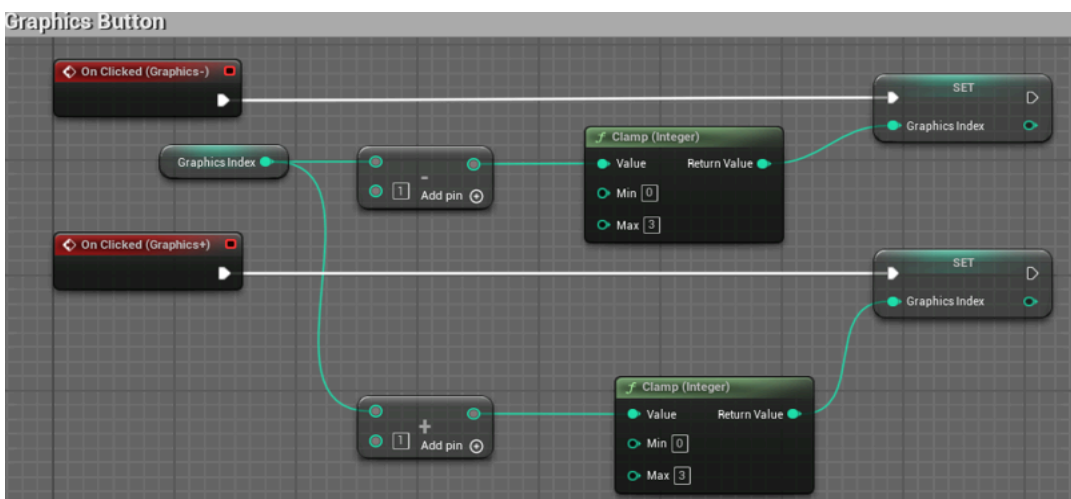 Graphics Button
On Clicked (Graphics-)
SET
Graphics Index
f Clamp (Integer)
Graphics Index
-
Value
Return Value
1
Add pin
Min 0
Max 3
On Clicked (Graphics+)
SET
Graphics Index
f Clamp (Integer)
+
Value
Return Value
1
Add pin
Min 0
Max 3